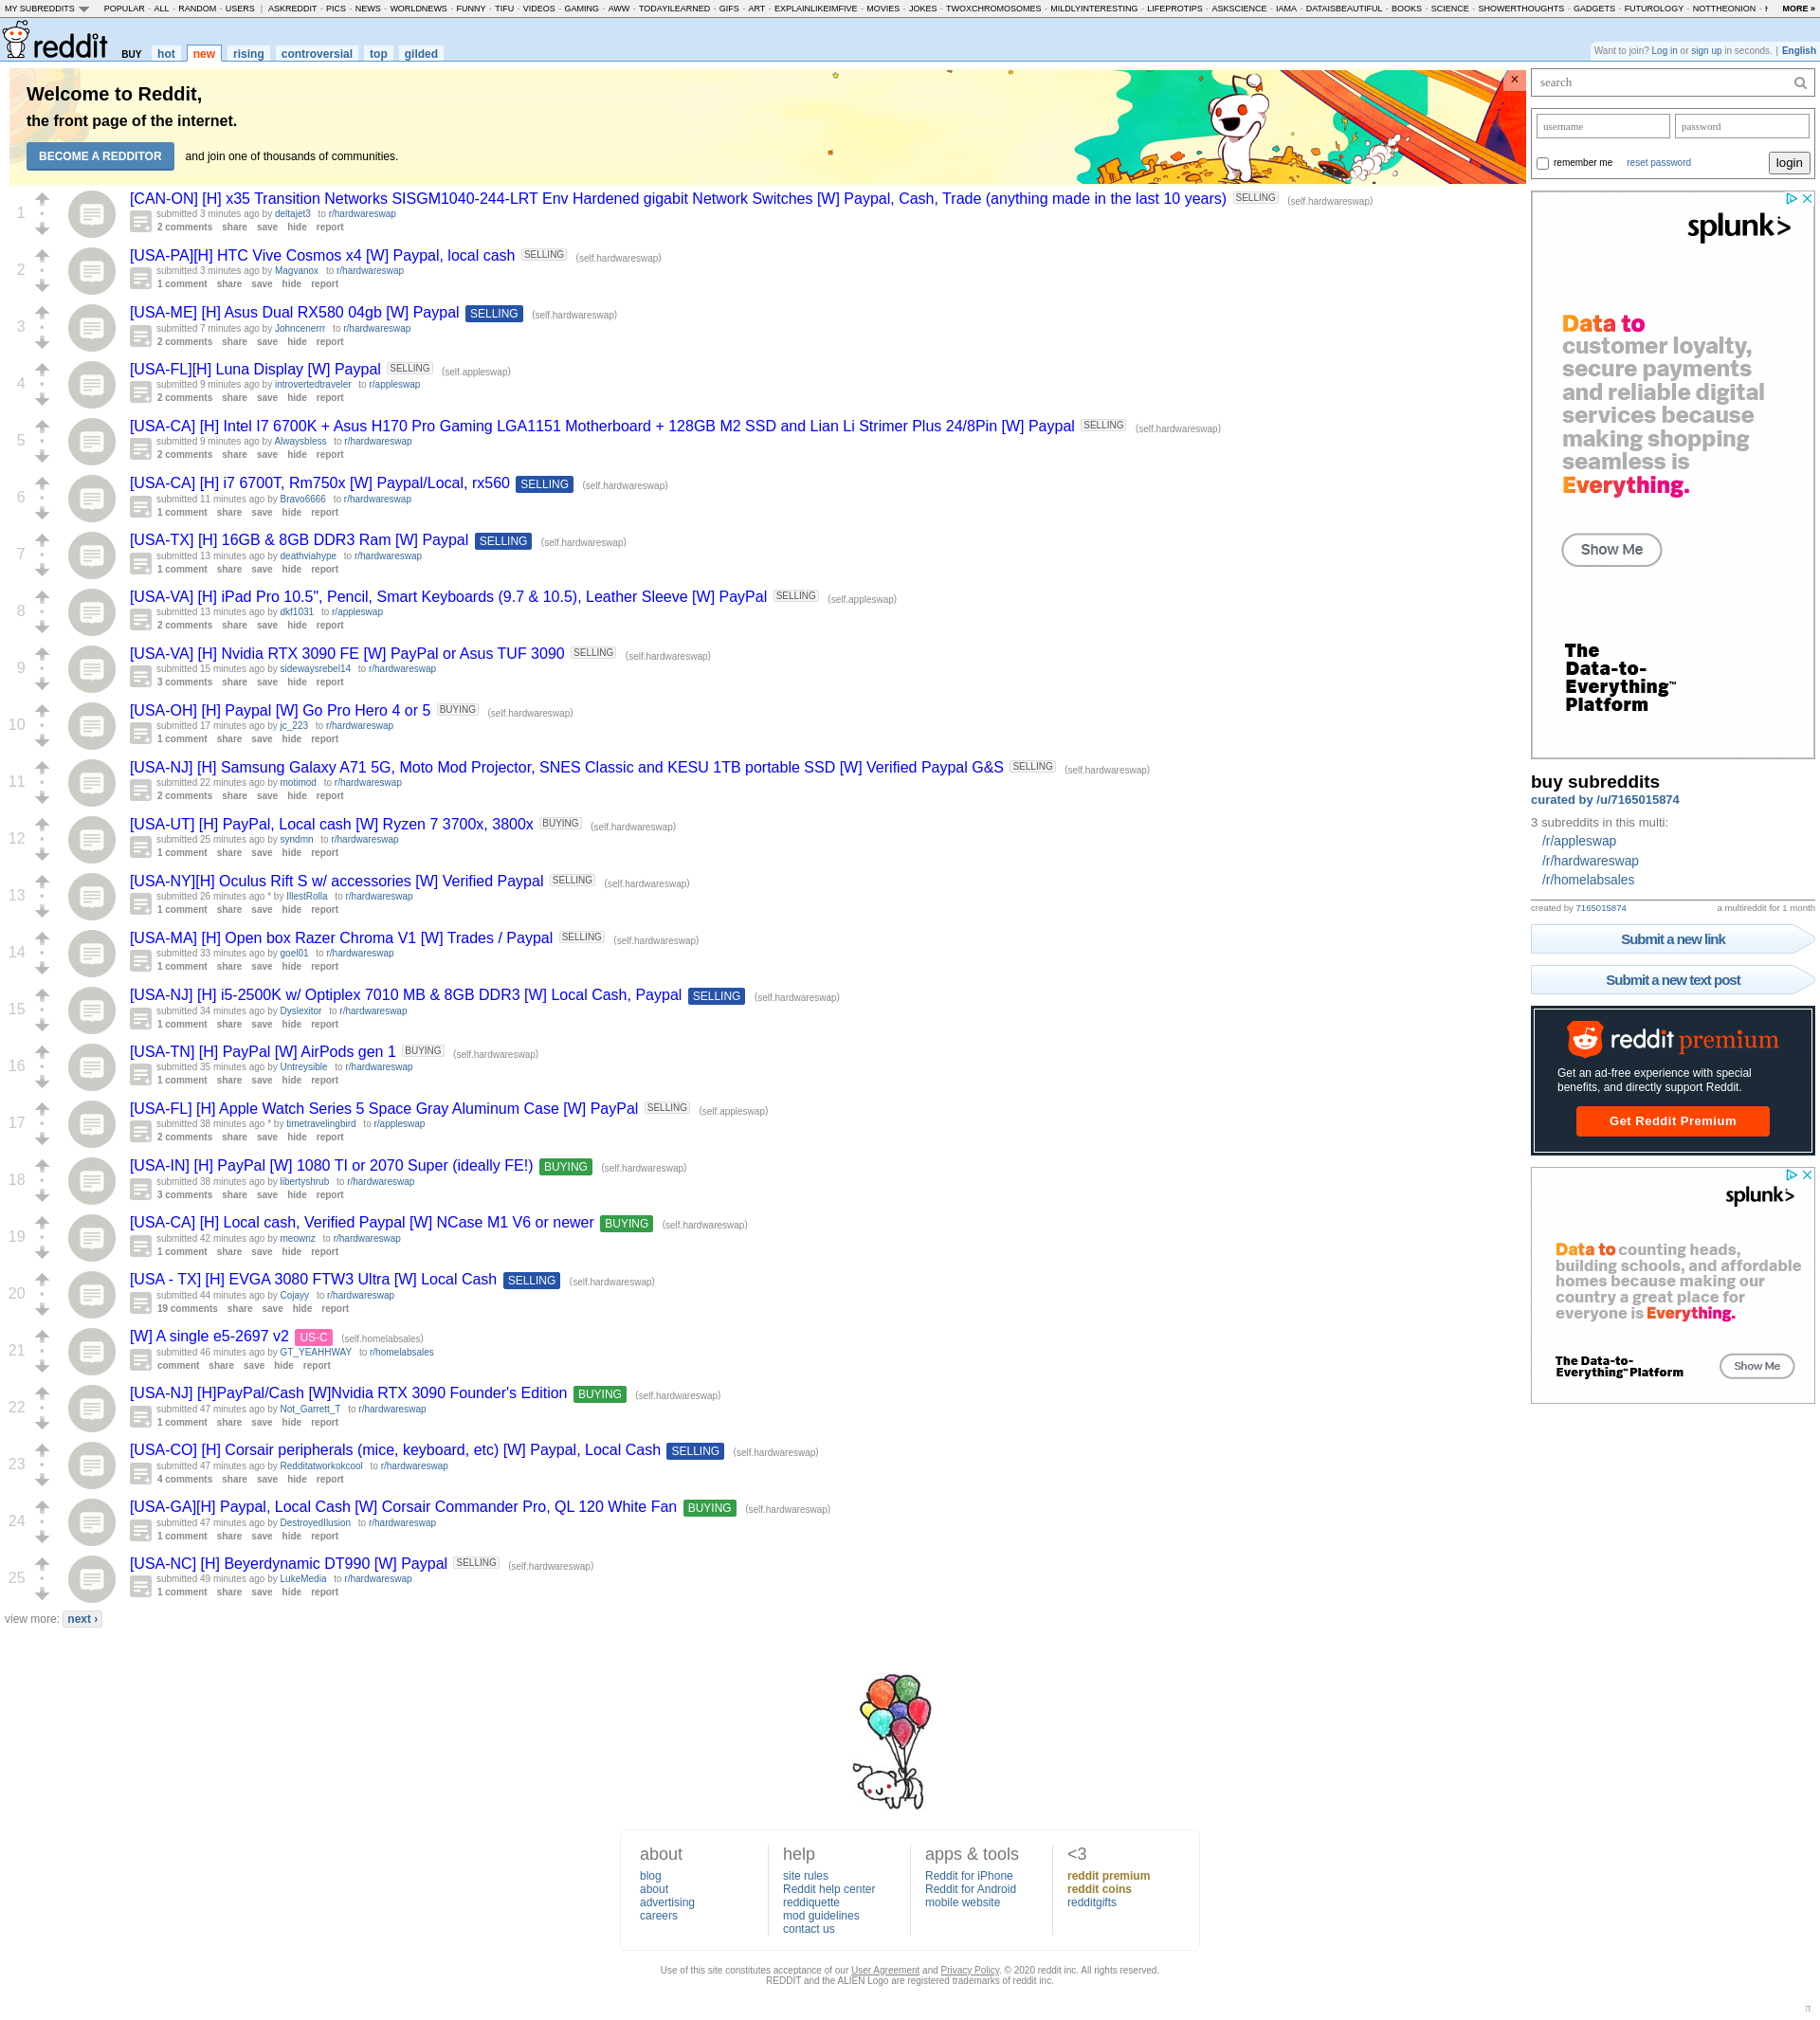 MY SUBREDDITS POPULAR - ALL - RANDOM - USERS | ASKREDDIT - PICS - NEWS - WORLDNEWS - FUNNY - TIFU - VIDEOS - GAMING - AWW - TODAYILEARNED - GIFS - ART - EXPLAINLIKEIMFIVE - MOVIES - JOKES - TWOXCHROMOSOMES - MILDLYINTERESTING - LIFEPROTIPS - ASKSCIENCE - IAMA - DATAISBEAUTIFUL - BOOKS - SCIENCE - SHOWERTHOUGHTS - GADGETS - FUTUROLOGY - NOTTHEONION - MORE »
reddit BUY hot new rising controversial top gilded
Want to join? Log in or sign up in seconds. | English
Welcome to Reddit,
the front page of the internet.
BECOME A REDDITOR and join one of thousands of communities.
×
1
[CAN-ON] [H] x35 Transition Networks SISGM1040-244-LRT Env Hardened gigabit Network Switches [W] Paypal, Cash, Trade (anything made in the last 10 years) SELLING (self.hardwareswap)
submitted 3 minutes ago by deltajet3 to r/hardwareswap
2 comments share save hide report
2
[USA-PA][H] HTC Vive Cosmos x4 [W] Paypal, local cash SELLING (self.hardwareswap)
submitted 3 minutes ago by Magvanox to r/hardwareswap
1 comment share save hide report
3
[USA-ME] [H] Asus Dual RX580 04gb [W] Paypal SELLING (self.hardwareswap)
submitted 7 minutes ago by Johncenerrr to r/hardwareswap
2 comments share save hide report
4
[USA-FL][H] Luna Display [W] Paypal SELLING (self.appleswap)
submitted 9 minutes ago by introvertedtraveler to r/appleswap
2 comments share save hide report
5
[USA-CA] [H] Intel I7 6700K + Asus H170 Pro Gaming LGA1151 Motherboard + 128GB M2 SSD and Lian Li Strimer Plus 24/8Pin [W] Paypal SELLING (self.hardwareswap)
submitted 9 minutes ago by Alwaysbless to r/hardwareswap
2 comments share save hide report
6
[USA-CA] [H] i7 6700T, Rm750x [W] Paypal/Local, rx560 SELLING (self.hardwareswap)
submitted 11 minutes ago by Bravo6666 to r/hardwareswap
1 comment share save hide report
7
[USA-TX] [H] 16GB & 8GB DDR3 Ram [W] Paypal SELLING (self.hardwareswap)
submitted 13 minutes ago by deathviahype to r/hardwareswap
1 comment share save hide report
8
[USA-VA] [H] iPad Pro 10.5", Pencil, Smart Keyboards (9.7 & 10.5), Leather Sleeve [W] PayPal SELLING (self.appleswap)
submitted 13 minutes ago by dkf1031 to r/appleswap
2 comments share save hide report
9
[USA-VA] [H] Nvidia RTX 3090 FE [W] PayPal or Asus TUF 3090 SELLING (self.hardwareswap)
submitted 15 minutes ago by sidewaysrebel14 to r/hardwareswap
3 comments share save hide report
10
[USA-OH] [H] Paypal [W] Go Pro Hero 4 or 5 BUYING (self.hardwareswap)
submitted 17 minutes ago by jc_223 to r/hardwareswap
1 comment share save hide report
11
[USA-NJ] [H] Samsung Galaxy A71 5G, Moto Mod Projector, SNES Classic and KESU 1TB portable SSD [W] Verified Paypal G&S SELLING (self.hardwareswap)
submitted 22 minutes ago by motimod to r/hardwareswap
2 comments share save hide report
12
[USA-UT] [H] PayPal, Local cash [W] Ryzen 7 3700x, 3800x BUYING (self.hardwareswap)
submitted 25 minutes ago by syndmn to r/hardwareswap
1 comment share save hide report
13
[USA-NY][H] Oculus Rift S w/ accessories [W] Verified Paypal SELLING (self.hardwareswap)
submitted 26 minutes ago * by IllestRolla to r/hardwareswap
1 comment share save hide report
14
[USA-MA] [H] Open box Razer Chroma V1 [W] Trades / Paypal SELLING (self.hardwareswap)
submitted 33 minutes ago by goel01 to r/hardwareswap
1 comment share save hide report
15
[USA-NJ] [H] i5-2500K w/ Optiplex 7010 MB & 8GB DDR3 [W] Local Cash, Paypal SELLING (self.hardwareswap)
submitted 34 minutes ago by Dyslexitor to r/hardwareswap
1 comment share save hide report
16
[USA-TN] [H] PayPal [W] AirPods gen 1 BUYING (self.hardwareswap)
submitted 35 minutes ago by Untreysible to r/hardwareswap
1 comment share save hide report
17
[USA-FL] [H] Apple Watch Series 5 Space Gray Aluminum Case [W] PayPal SELLING (self.appleswap)
submitted 38 minutes ago * by timetravelingbird to r/appleswap
2 comments share save hide report
18
[USA-IN] [H] PayPal [W] 1080 TI or 2070 Super (ideally FE!) BUYING (self.hardwareswap)
submitted 38 minutes ago by libertyshrub to r/hardwareswap
3 comments share save hide report
19
[USA-CA] [H] Local cash, Verified Paypal [W] NCase M1 V6 or newer BUYING (self.hardwareswap)
submitted 42 minutes ago by meownz to r/hardwareswap
1 comment share save hide report
20
[USA - TX] [H] EVGA 3080 FTW3 Ultra [W] Local Cash SELLING (self.hardwareswap)
submitted 44 minutes ago by Cojayy to r/hardwareswap
19 comments share save hide report
21
[W] A single e5-2697 v2 US-C (self.homelabsales)
submitted 46 minutes ago by GT_YEAHHWAY to r/homelabsales
comment share save hide report
22
[USA-NJ] [H]PayPal/Cash [W]Nvidia RTX 3090 Founder's Edition BUYING (self.hardwareswap)
submitted 47 minutes ago by Not_Garrett_T to r/hardwareswap
1 comment share save hide report
23
[USA-CO] [H] Corsair peripherals (mice, keyboard, etc) [W] Paypal, Local Cash SELLING (self.hardwareswap)
submitted 47 minutes ago by Redditatworkokcool to r/hardwareswap
4 comments share save hide report
24
[USA-GA][H] Paypal, Local Cash [W] Corsair Commander Pro, QL 120 White Fan BUYING (self.hardwareswap)
submitted 47 minutes ago by DestroyedIlusion to r/hardwareswap
1 comment share save hide report
25
[USA-NC] [H] Beyerdynamic DT990 [W] Paypal SELLING (self.hardwareswap)
submitted 49 minutes ago by LukeMedia to r/hardwareswap
1 comment share save hide report
view more: next ›
search
username password
remember me reset password login
splunk>
Data to
customer loyalty,
secure payments
and reliable digital
services because
making shopping
seamless is
Everything.
Show Me
The
Data-to-
Everything™
Platform
buy subreddits
curated by /u/7165015874
3 subreddits in this multi:
/r/appleswap
/r/hardwareswap
/r/homelabsales
created by 7165015874 a multireddit for 1 month
Submit a new link
Submit a new text post
reddit premium
Get an ad-free experience with special
benefits, and directly support Reddit.
Get Reddit Premium
splunk>
Data to counting heads,
building schools, and affordable
homes because making our
country a great place for
everyone is Everything.
The Data-to-
Everything™ Platform
Show Me
about
blog
about
advertising
careers
help
site rules
Reddit help center
reddiquette
mod guidelines
contact us
apps & tools
Reddit for iPhone
Reddit for Android
mobile website
<3
reddit premium
reddit coins
redditgifts
Use of this site constitutes acceptance of our User Agreement and Privacy Policy. © 2020 reddit inc. All rights reserved.
REDDIT and the ALIEN Logo are registered trademarks of reddit inc.
π